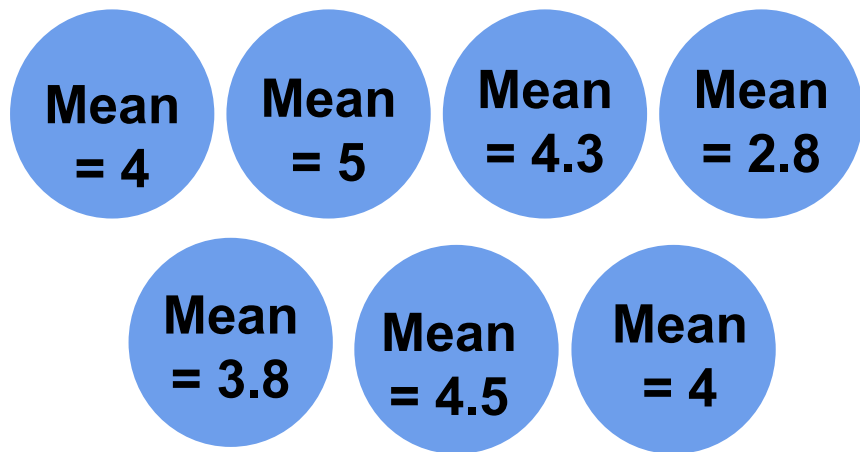 Mean
= 4
Mean
= 5
Mean
= 4.3
Mean
= 2.8
Mean
= 3.8
Mean
= 4.5
Mean
= 4